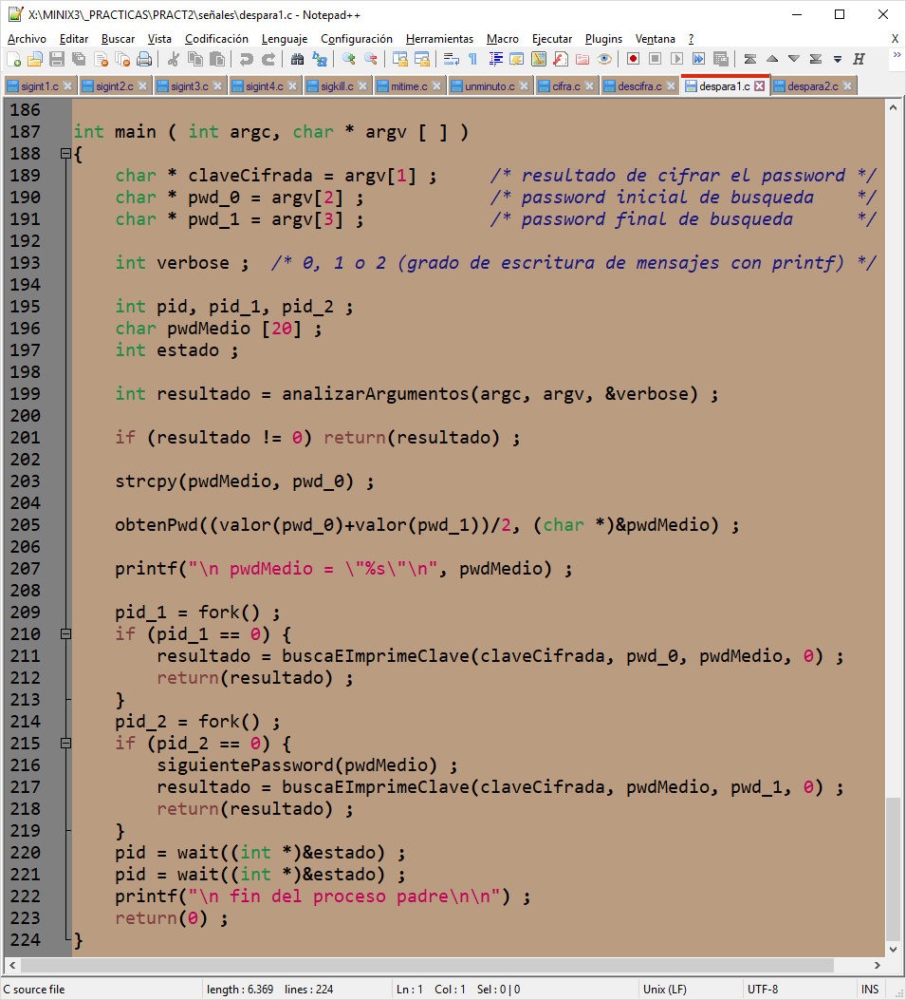 X:\MINIX3\_PRACTICAS\PRACT2\señales\despara1.c - Notepad++
Archivo Editar Buscar Vista Codificación Lenguaje Configuración Herramientas Macro Ejecutar Plugins Ventana ? X
sigint1.c sigint2.c sigint3.c sigint4.c sigkill.c mitime.c unminuto.c cifra.c descifra.c despara1.c despara2.c
186
187 int main ( int argc, char * argv [ ] )
188 {
189 char * claveCifrada = argv[1] ; /* resultado de cifrar el password */
190 char * pwd_0 = argv[2] ; /* password inicial de busqueda */
191 char * pwd_1 = argv[3] ; /* password final de busqueda */
192
193 int verbose ; /* 0, 1 o 2 (grado de escritura de mensajes con printf) */
194
195 int pid, pid_1, pid_2 ;
196 char pwdMedio [20] ;
197 int estado ;
198
199 int resultado = analizarArgumentos(argc, argv, &verbose) ;
200
201 if (resultado != 0) return(resultado) ;
202
203 strcpy(pwdMedio, pwd_0) ;
204
205 obtenPwd((valor(pwd_0)+valor(pwd_1))/2, (char *)&pwdMedio) ;
206
207 printf("\n pwdMedio = \"%s\"\n", pwdMedio) ;
208
209 pid_1 = fork() ;
210 if (pid_1 == 0) {
211 resultado = buscaEImprimeClave(claveCifrada, pwd_0, pwdMedio, 0) ;
212 return(resultado) ;
213 }
214 pid_2 = fork() ;
215 if (pid_2 == 0) {
216 siguientePassword(pwdMedio) ;
217 resultado = buscaEImprimeClave(claveCifrada, pwdMedio, pwd_1, 0) ;
218 return(resultado) ;
219 }
220 pid = wait((int *)&estado) ;
221 pid = wait((int *)&estado) ;
222 printf("\n fin del proceso padre\n\n") ;
223 return(0) ;
224 }
C source file length : 6.369 lines : 224 Ln : 1 Col : 1 Sel : 0 | 0 Unix (LF) UTF-8 INS